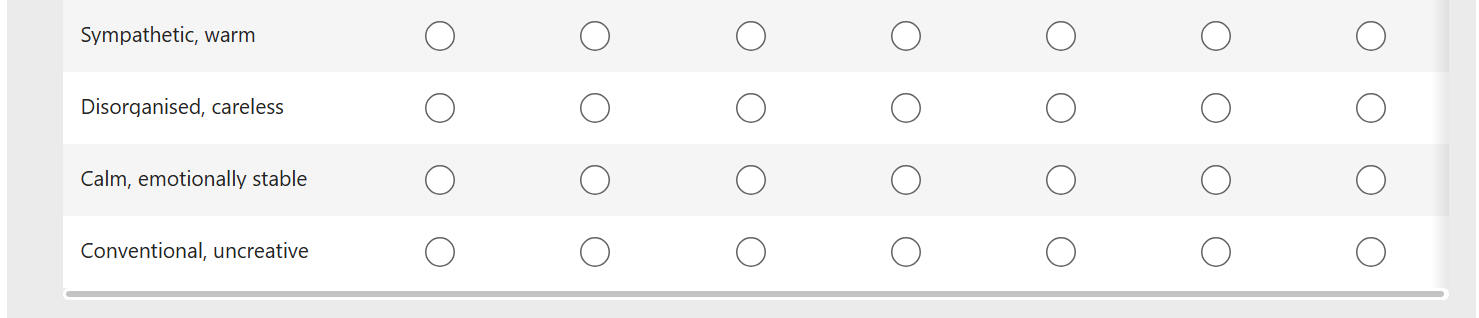 Sympathetic, warm
Disorganised, careless
Calm, emotionally stable
Conventional, uncreative